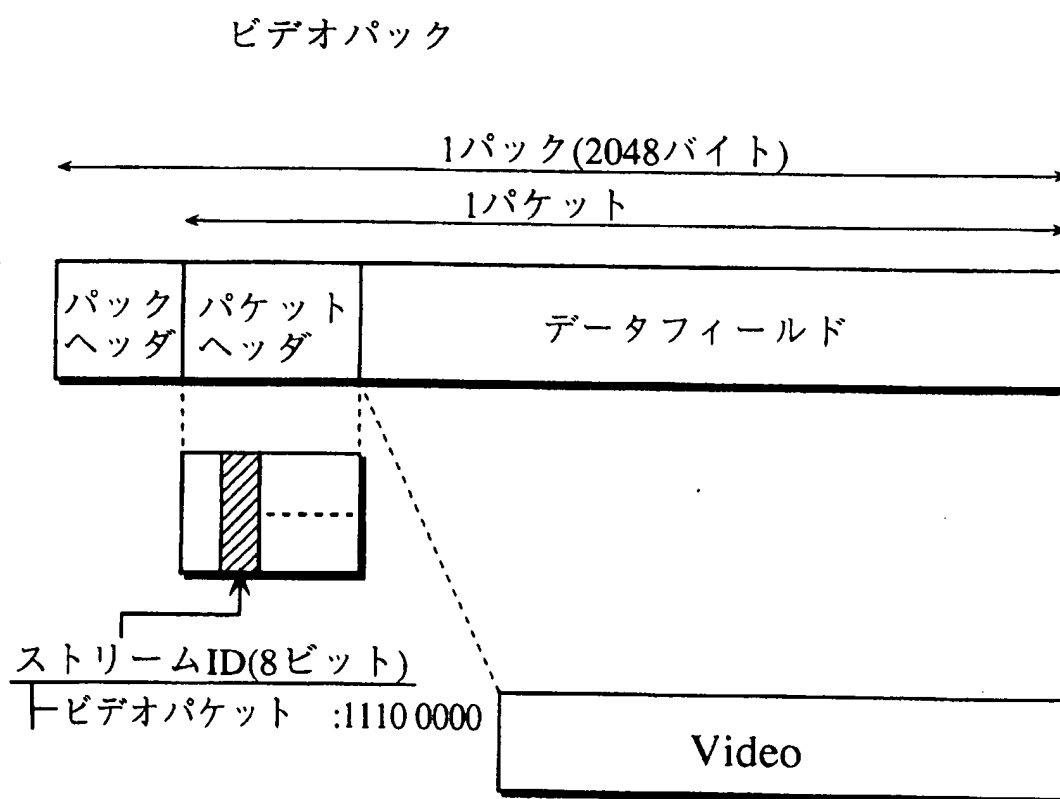 ビデオパック
1パック(2048バイト)
1パケット
パック
ヘッダ
パケット
ヘッダ
データフィールド
ストリームID(8ビット)
ビデオパケット :1110 0000
Video